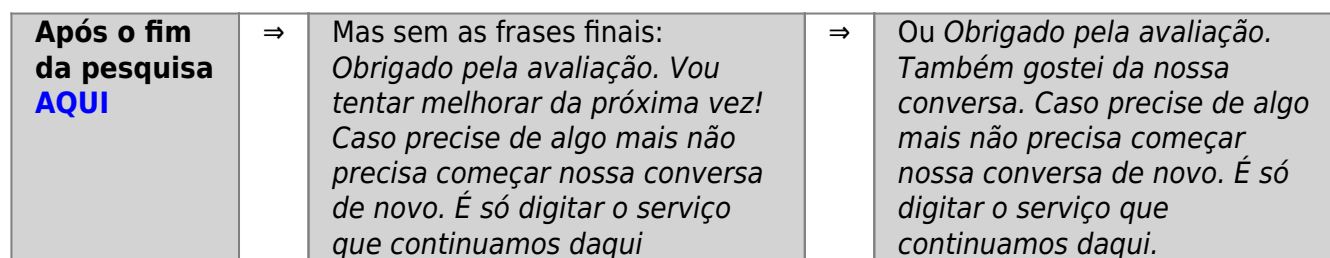 Após o fim
da pesquisa
AQUI
⇒
Mas sem as frases finais:
Obrigado pela avaliação. Vou
tentar melhorar da próxima vez!
Caso precise de algo mais não
precisa começar nossa conversa
de novo. É só digitar o serviço
que continuamos daqui
⇒
Ou Obrigado pela avaliação.
Também gostei da nossa
conversa. Caso precise de algo
mais não precisa começar
nossa conversa de novo. É só
digitar o serviço que
continuamos daqui.